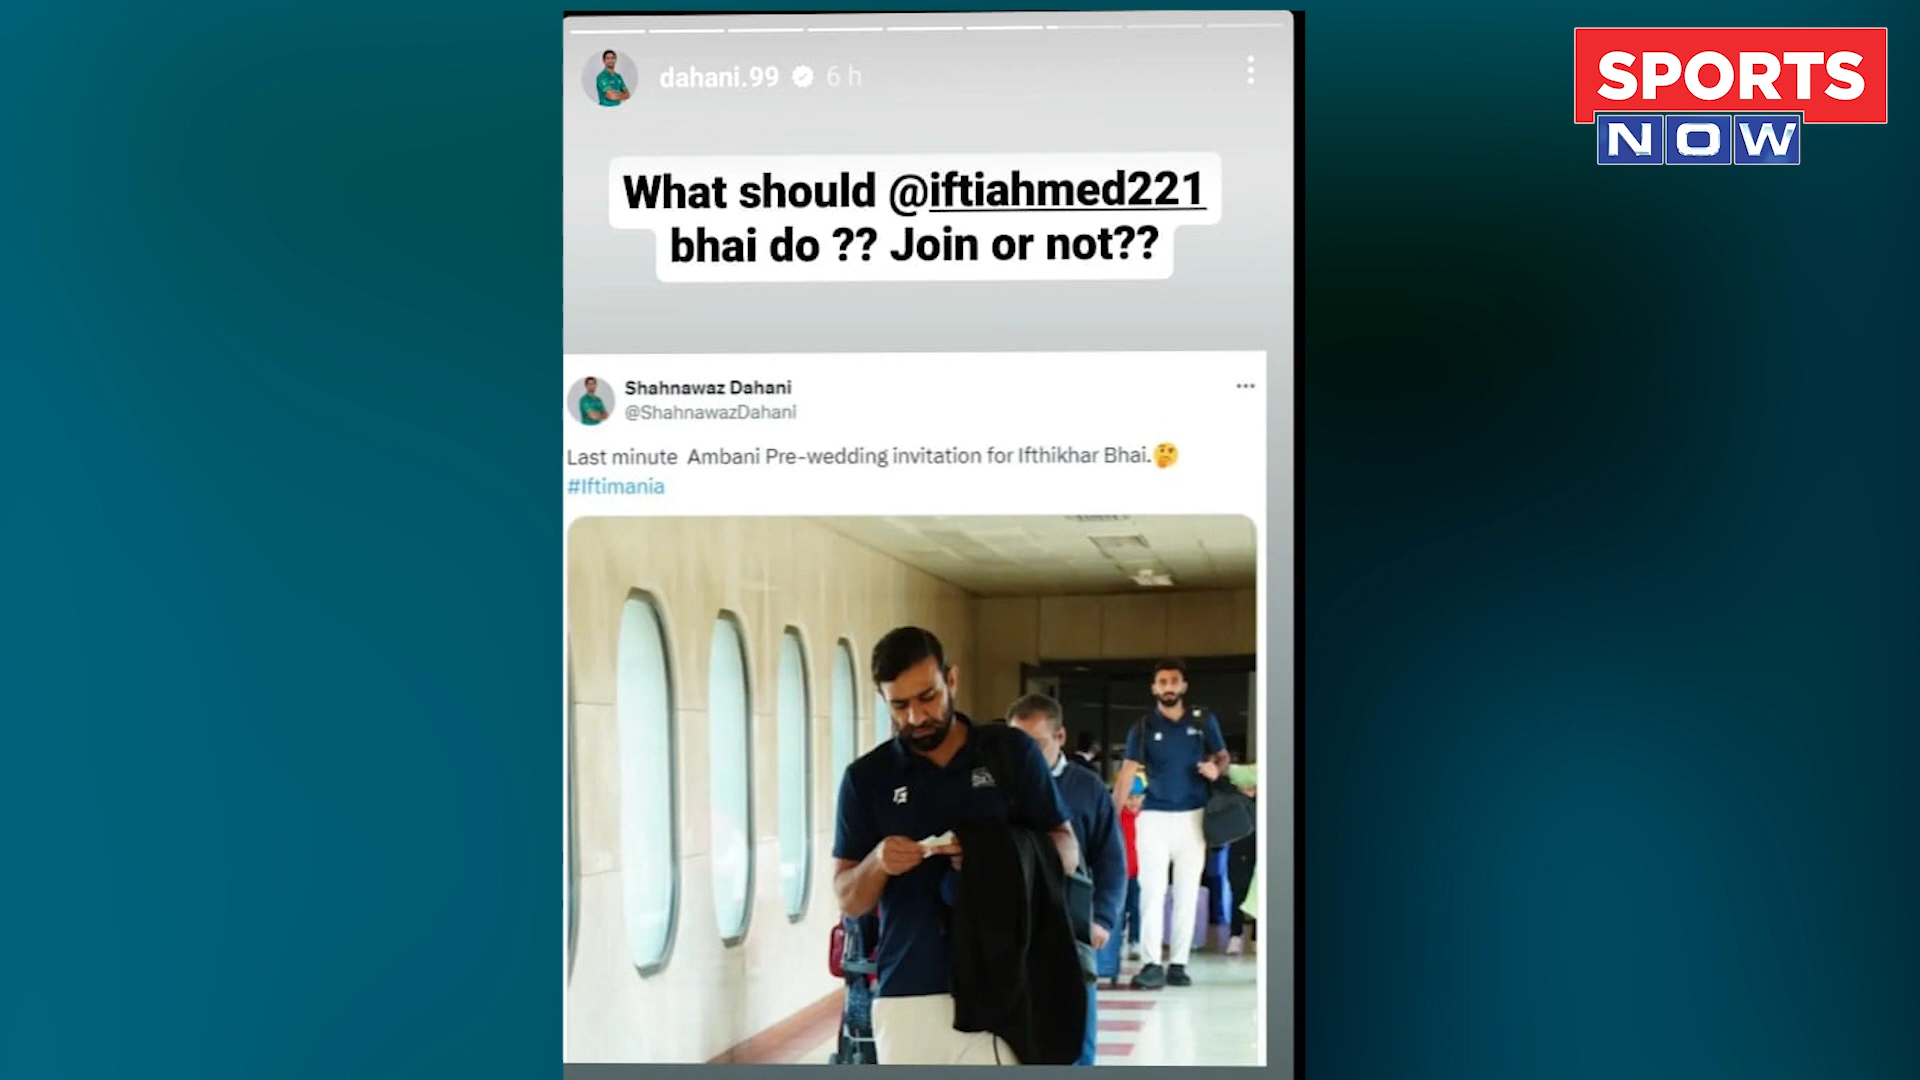 SPORTS
NOW
dahani.99 6 h
What should @iftiahmed221
bhai do ?? Join or not??
Shahnawaz Dahani
@ShahnawazDahani
Last minute Ambani Pre-wedding invitation for Ifthikhar Bhai.🤔
#Iftimania